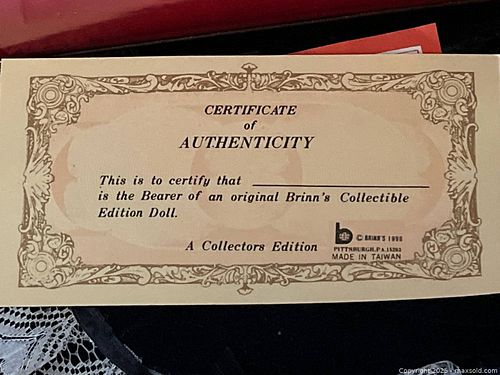 CERTIFICATE
of
AUTHENTICITY
This is to certify that
is the Bearer of an original Brinn's Collectible
Edition Doll.
A Collectors Edition
b © BRINN'S 1990
PITTSBURGH, PA. 15203
MADE IN TAIWAN
Copyright 2025 - maxsold.com